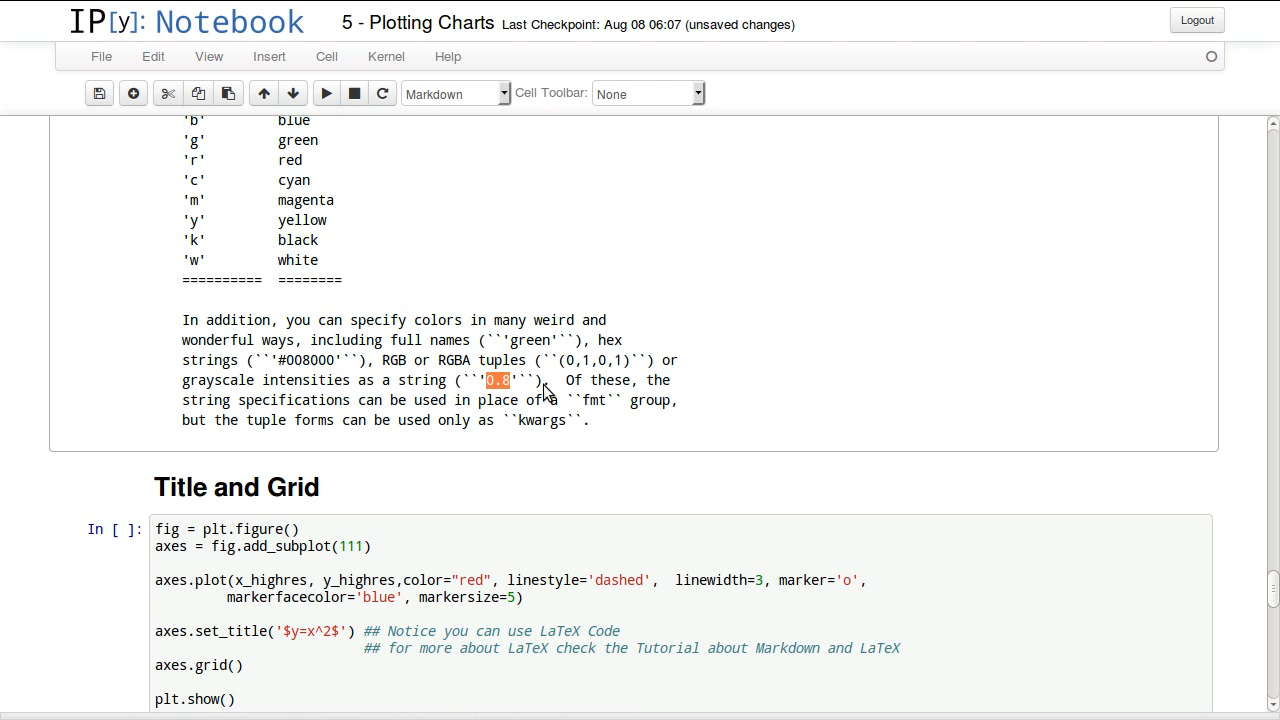 IP[y]: Notebook 5 - Plotting Charts Last Checkpoint: Aug 08 06:07 (unsaved changes) Logout
File Edit View Insert Cell Kernel Help
Markdown Cell Toolbar: None
'b' blue
'g' green
'r' red
'c' cyan
'm' magenta
'y' yellow
'k' black
'w' white
========== ========
In addition, you can specify colors in many weird and
wonderful ways, including full names (``'green'``), hex
strings (``'#008000'``), RGB or RGBA tuples (``(0,1,0,1)``) or
grayscale intensities as a string (``'0.8'``). Of these, the
string specifications can be used in place of a ``fmt`` group,
but the tuple forms can be used only as ``kwargs``.
Title and Grid
In [ ]: fig = plt.figure()
axes = fig.add_subplot(111)
axes.plot(x_highres, y_highres,color="red", linestyle='dashed', linewidth=3, marker='o',
markerfacecolor='blue', markersize=5)
axes.set_title('$y=x^2$') ## Notice you can use LaTeX Code
## for more about LaTeX check the Tutorial about Markdown and LaTeX
axes.grid()
plt.show()